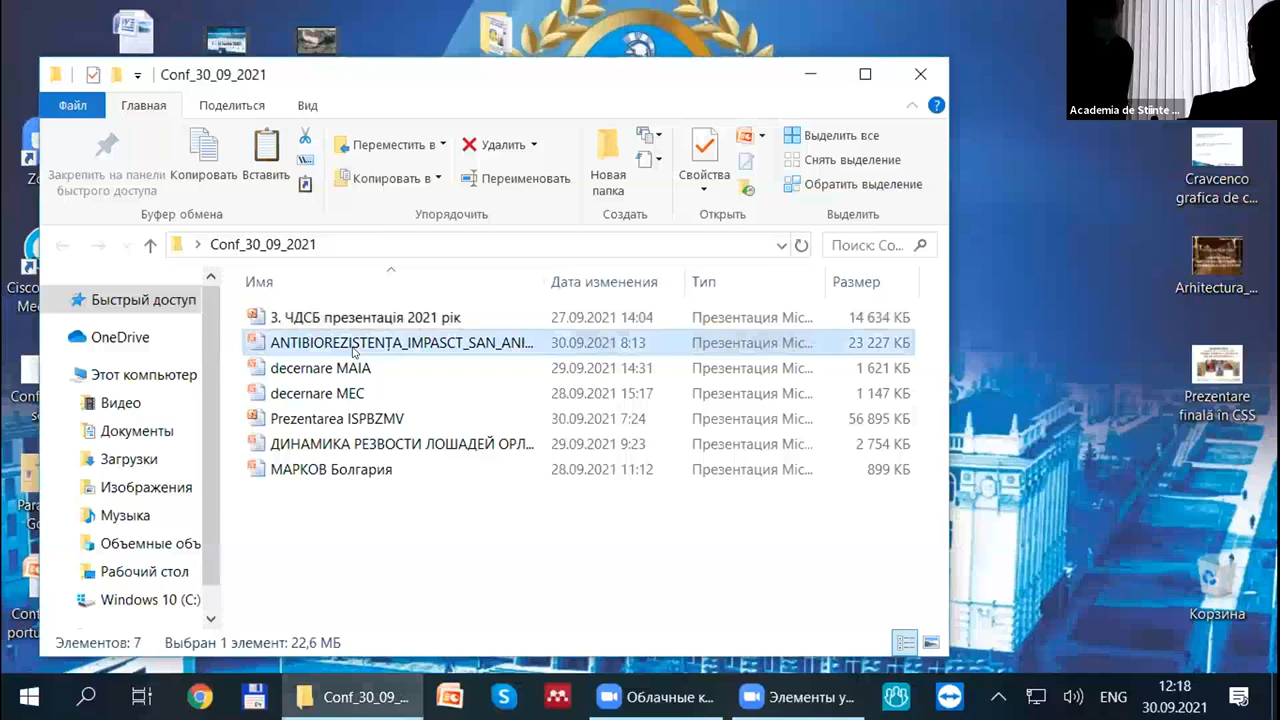 Conf_30_09_2021
Academia de Stiinte ...
Файл
Главная
Поделиться
Вид
Закрепить на панели
быстрого доступа
Копировать
Вставить
Переместить в
Копировать в
Удалить
Переименовать
Новая
папка
Свойства
Выделить все
Снять выделение
Обратить выделение
Буфер обмена
Упорядочить
Создать
Открыть
Выделить
Conf_30_09_2021
Поиск: Co...
Имя
Дата изменения
Тип
Размер
3. ЧДСБ презентація 2021 рік 27.09.2021 14:04 Презентация Mic... 14 634 КБ
ANTIBIOREZISTENȚA_IMPASCT_SAN_ANI... 30.09.2021 8:13 Презентация Mic... 23 227 КБ
decernare MAIA 29.09.2021 14:31 Презентация Mic... 1 621 КБ
decernare MEC 28.09.2021 15:17 Презентация Mic... 1 147 КБ
Prezentarea ISPBZMV 30.09.2021 7:24 Презентация Mic... 56 895 КБ
ДИНАМИКА РЕЗВОСТИ ЛОШАДЕЙ ОРЛ... 29.09.2021 9:23 Презентация Mic... 2 754 КБ
МАРКОВ Болгария 28.09.2021 11:12 Презентация Mic... 899 КБ
Быстрый доступ
OneDrive
Этот компьютер
Видео
Документы
Загрузки
Изображения
Музыка
Объемные объ
Рабочий стол
Windows 10 (C:)
Элементов: 7
Выбран 1 элемент: 22,6 МБ
Zo
Cisco
Me
Conf
Para
Conf
portu
Cravcenco
grafica de c...
Arhitectura_...
Prezentare
finală in CSS
Корзина
Conf_30_09_...
Облачные к...
Элементы у...
ENG
12:18
30.09.2021